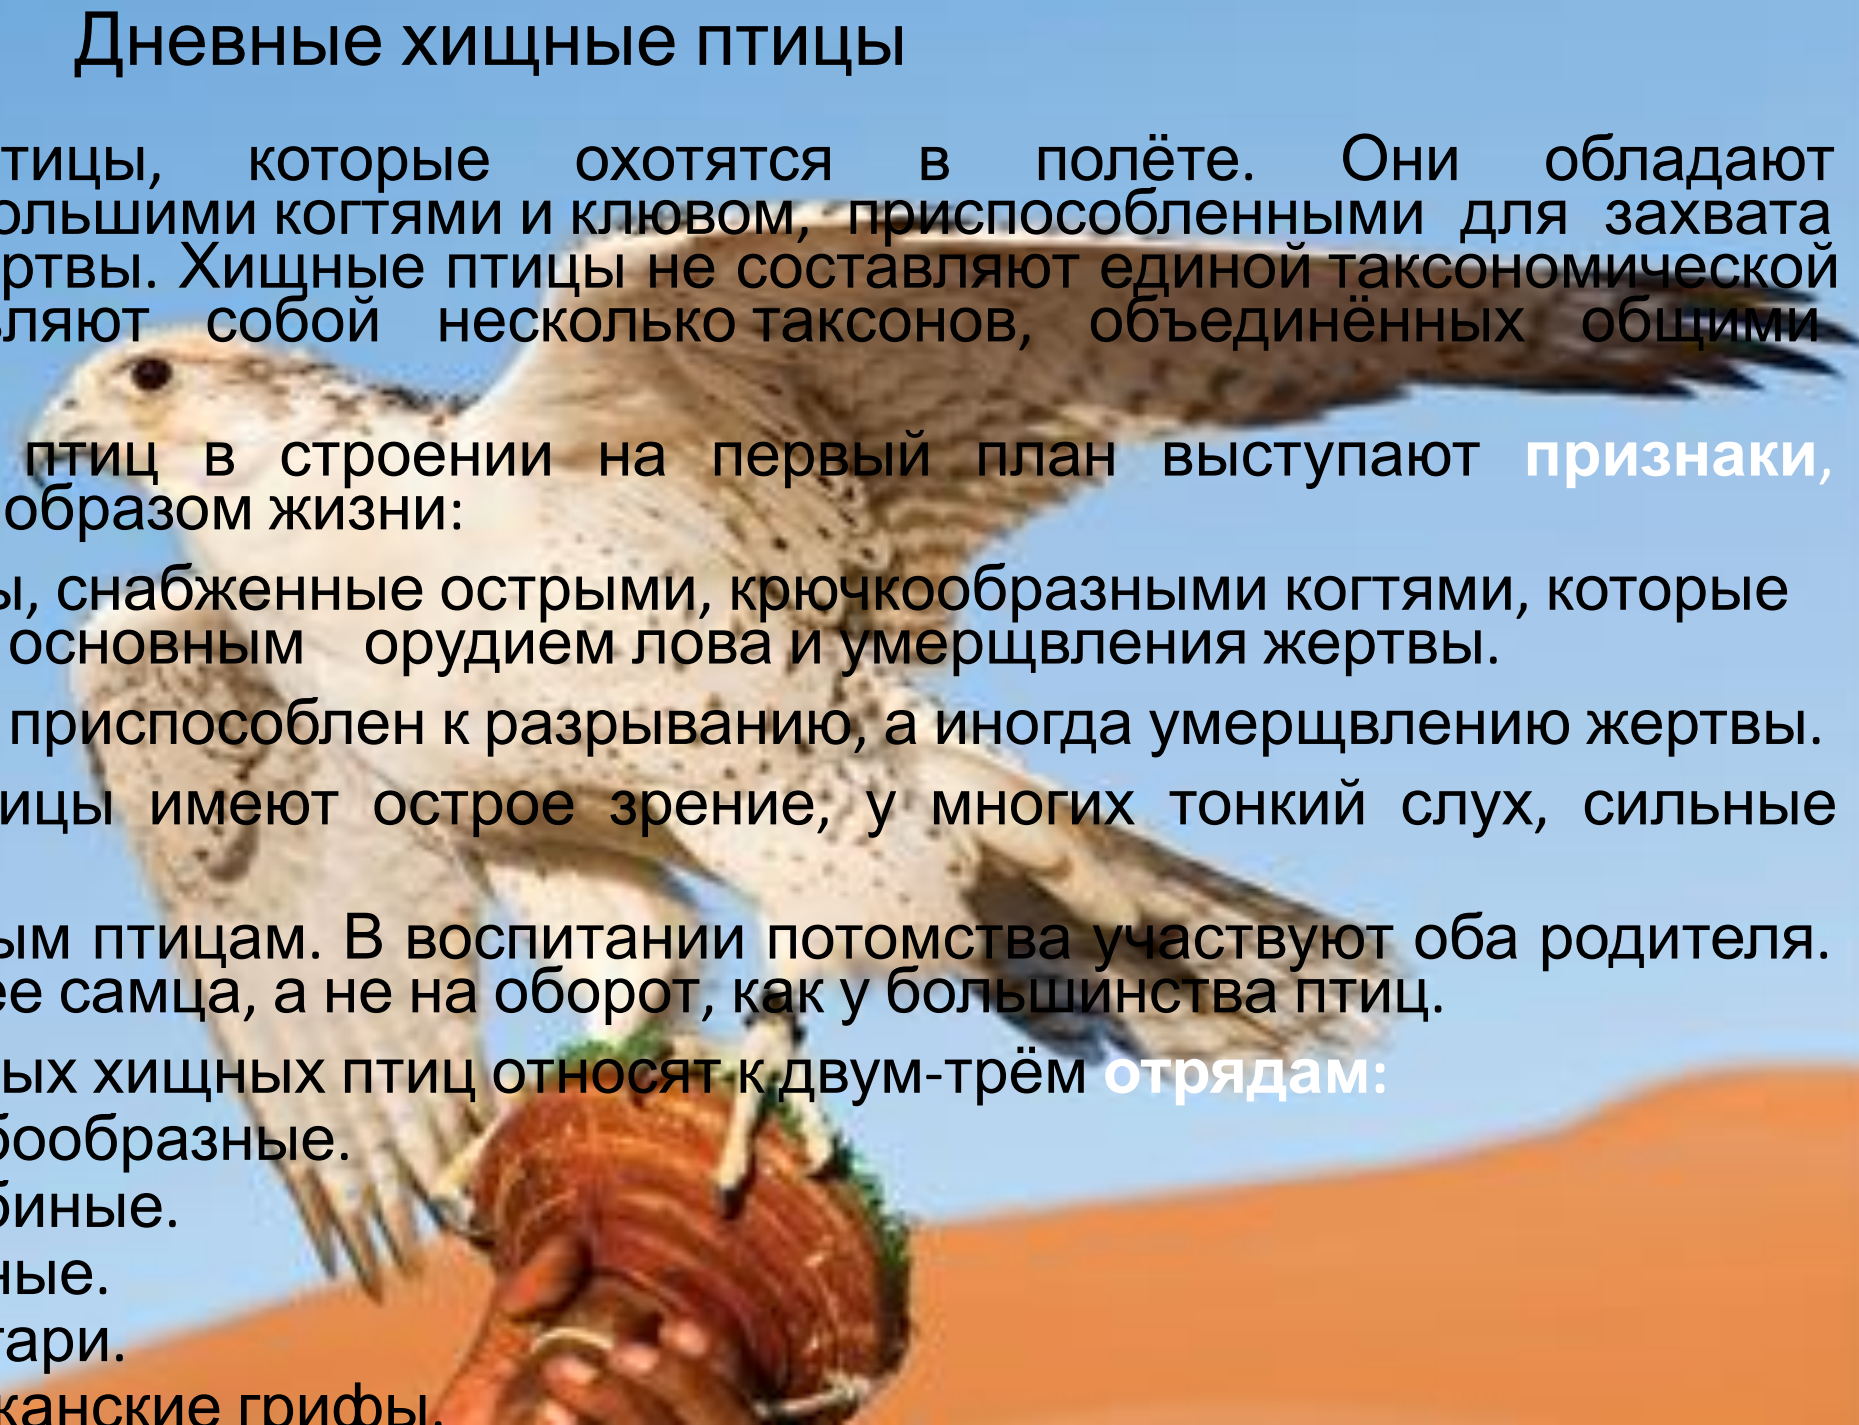 Дневные хищные птицы
тицы, которые охотятся в полёте. Они обладают
ольшими когтями и клювом, приспособленными для захвата
ртвы. Хищные птицы не составляют единой таксономической
ляют собой несколько таксонов, объединённых общими
птиц в строении на первый план выступают признаки,
образом жизни:
ы, снабженные острыми, крючкообразными когтями, которые
основным орудием лова и умерщвления жертвы.
приспособлен к разрыванию, а иногда умерщвлению жертвы.
ицы имеют острое зрение, у многих тонкий слух, сильные
ым птицам. В воспитании потомства участвуют оба родителя.
ее самца, а не на оборот, как у большинства птиц.
ых хищных птиц относят к двум-трём отрядам:
бообразные.
биные.
ные.
тари.
канские грифы.